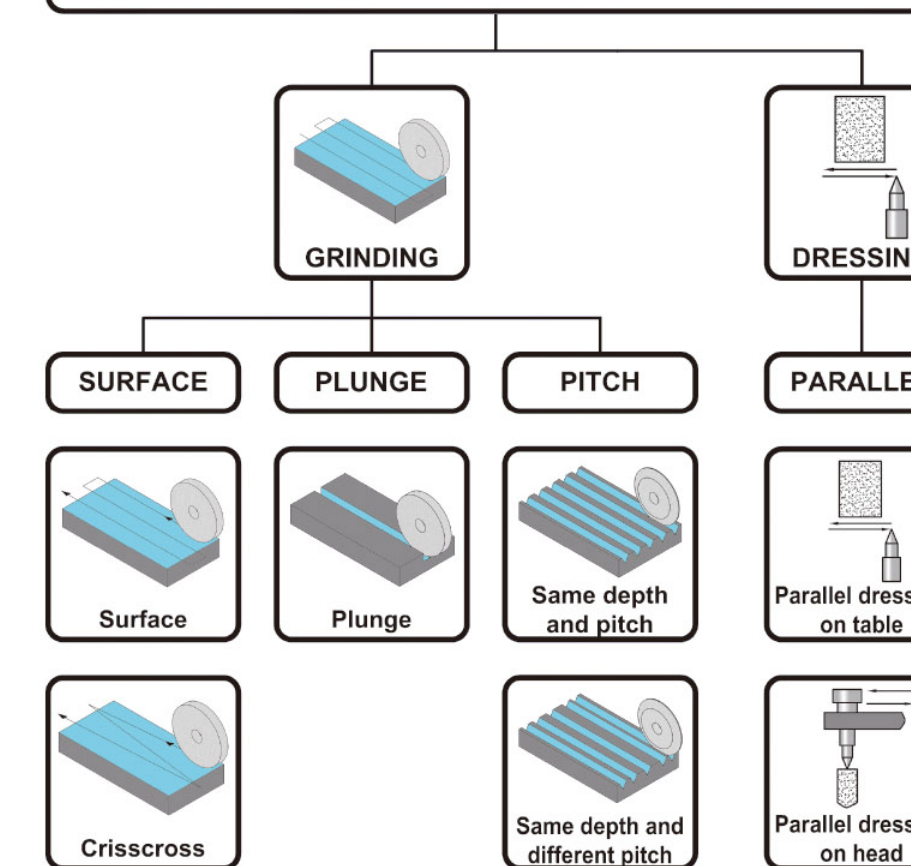 GRINDING
DRESSIN
SURFACE
PLUNGE
PITCH
PARALLE
Surface
Plunge
Same depth
and pitch
Parallel dress
on table
Crisscross
Same depth and
different pitch
Parallel dress
on head